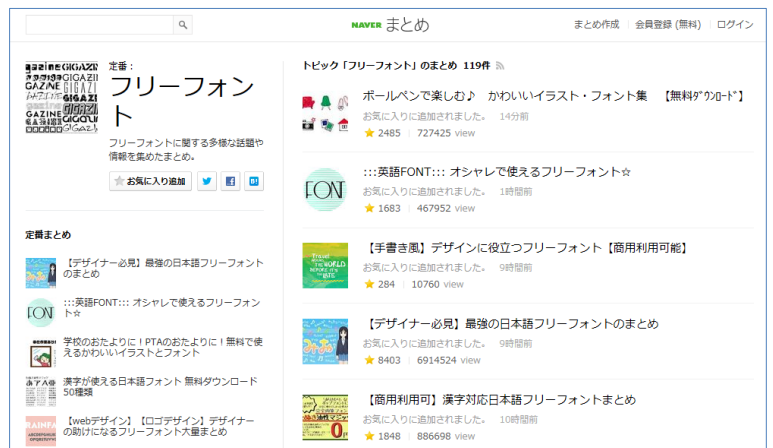 NAVER まとめ
まとめ作成
会員登録 (無料)
ログイン
定番：
フリーフォン
ト
フリーフォントに関する多様な話題や
情報を集めたまとめ。
お気に入り追加
定番まとめ
【デザイナー必見】最強の日本語フリーフォント
のまとめ
:::英語FONT::: オシャレで使えるフリーフォン
ト☆
学校のおたよりに！PTAのおたよりに！無料で使
えるかわいいイラストとフォント
漢字が使える日本語フォント 無料ダウンロード
50種類
【webデザイン】【ロゴデザイン】デザイナー
の助けになるフリーフォント大量まとめ
トピック「フリーフォント」のまとめ 119件
ボールペンで楽しむ♪　かわいいイラスト・フォント集　【無料ﾀﾞｳﾝﾛｰﾄﾞ】
お気に入りに追加されました。 14分前
2485 727425 view
FONT
:::英語FONT::: オシャレで使えるフリーフォント☆
お気に入りに追加されました。 1時間前
1683 467952 view
【手書き風】デザインに役立つフリーフォント【商用利用可能】
お気に入りに追加されました。 9時間前
284 10760 view
【デザイナー必見】最強の日本語フリーフォントのまとめ
お気に入りに追加されました。 9時間前
8403 6914524 view
【商用利用可】漢字対応日本語フリーフォントまとめ
お気に入りに追加されました。 10時間前
1848 886698 view